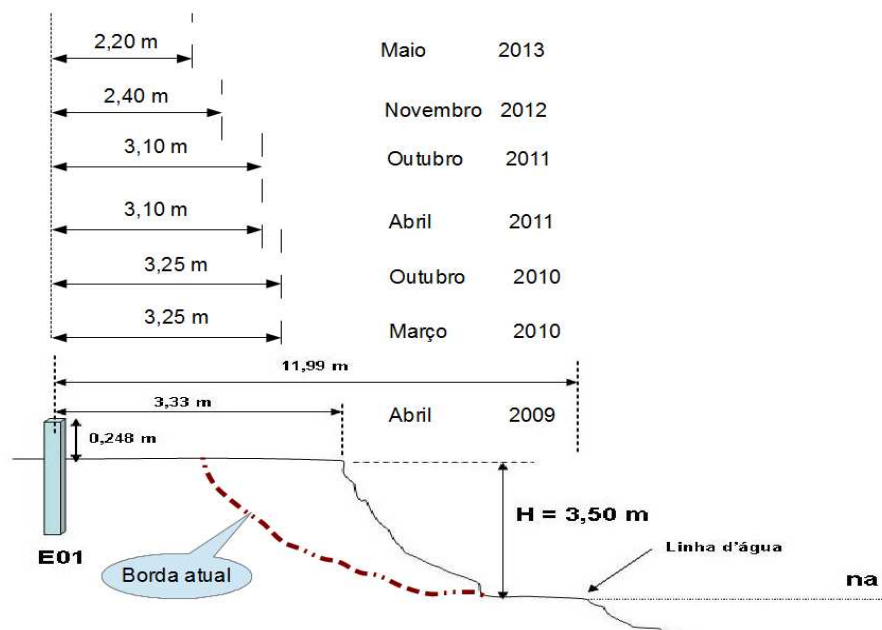 2,20 m Maio 2013
2,40 m Novembro 2012
3,10 m Outubro 2011
3,10 m Abril 2011
3,25 m Outubro 2010
3,25 m Março 2010
11,99 m
3,33 m Abril 2009
0,248 m
H = 3,50 m
E01
Borda atual
Linha d'água
na